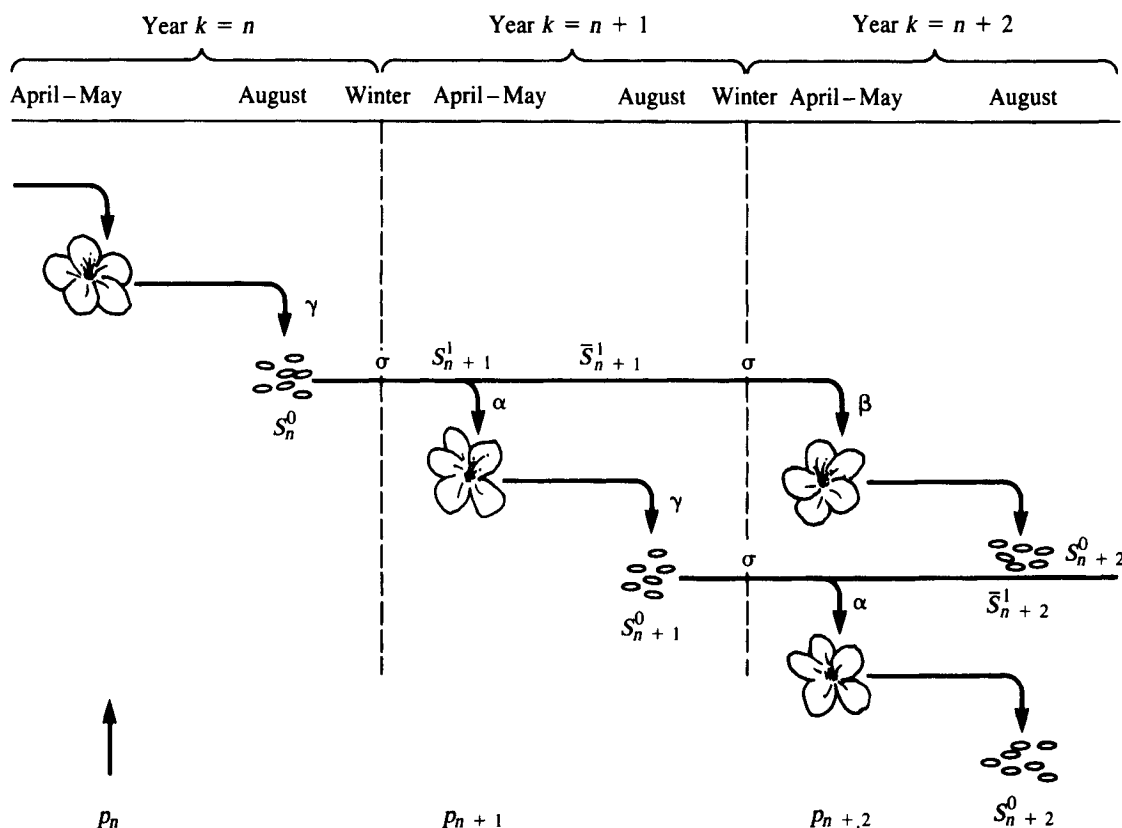 Year k = n Year k = n + 1 Year k = n + 2
April – May August Winter April – May August Winter April – May August
γ
σ S¹ₙ ₊ ₁ S̄¹ₙ ₊ ₁ σ
α β
S⁰ₙ
γ
σ S⁰ₙ ₊ ₂
α S̄¹ₙ ₊ ₂
S⁰ₙ ₊ ₁
pₙ pₙ ₊ ₁ pₙ ₊.₂ S⁰ₙ ₊ ₂